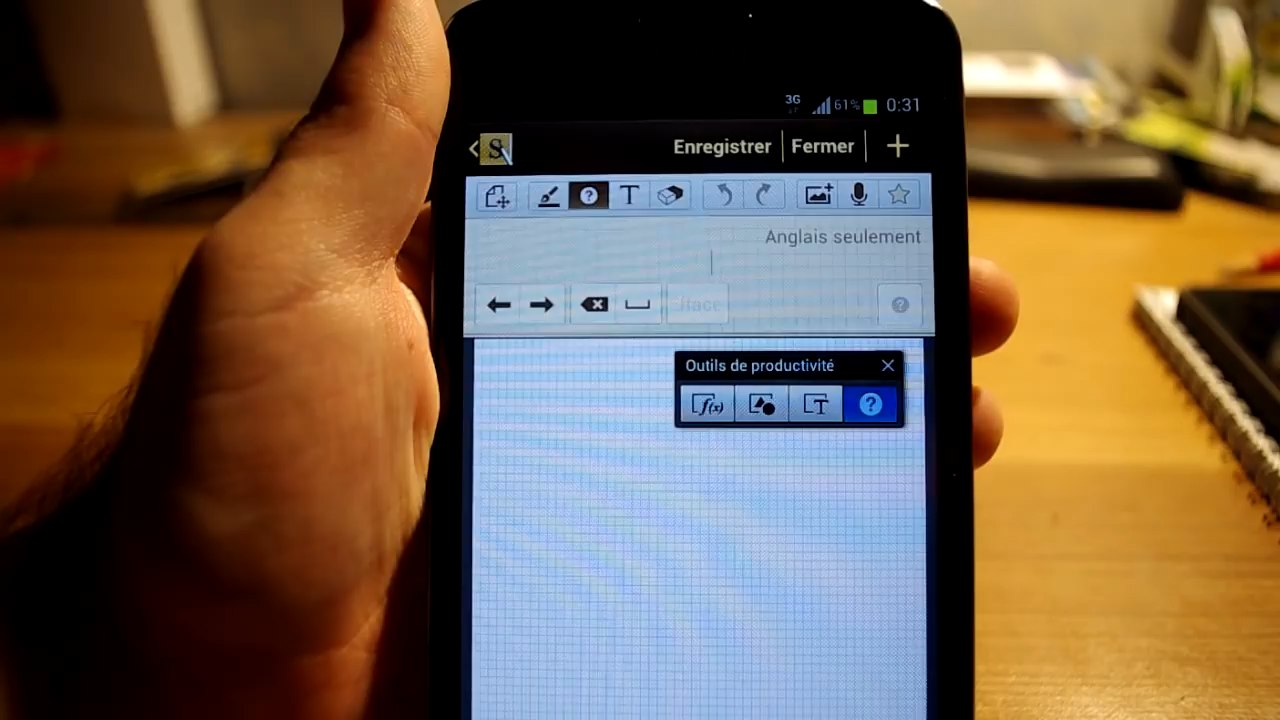 3G 61% 0:31
S Enregistrer Fermer +
? T
Anglais seulement
?
Outils de productivité
f(x) T ?